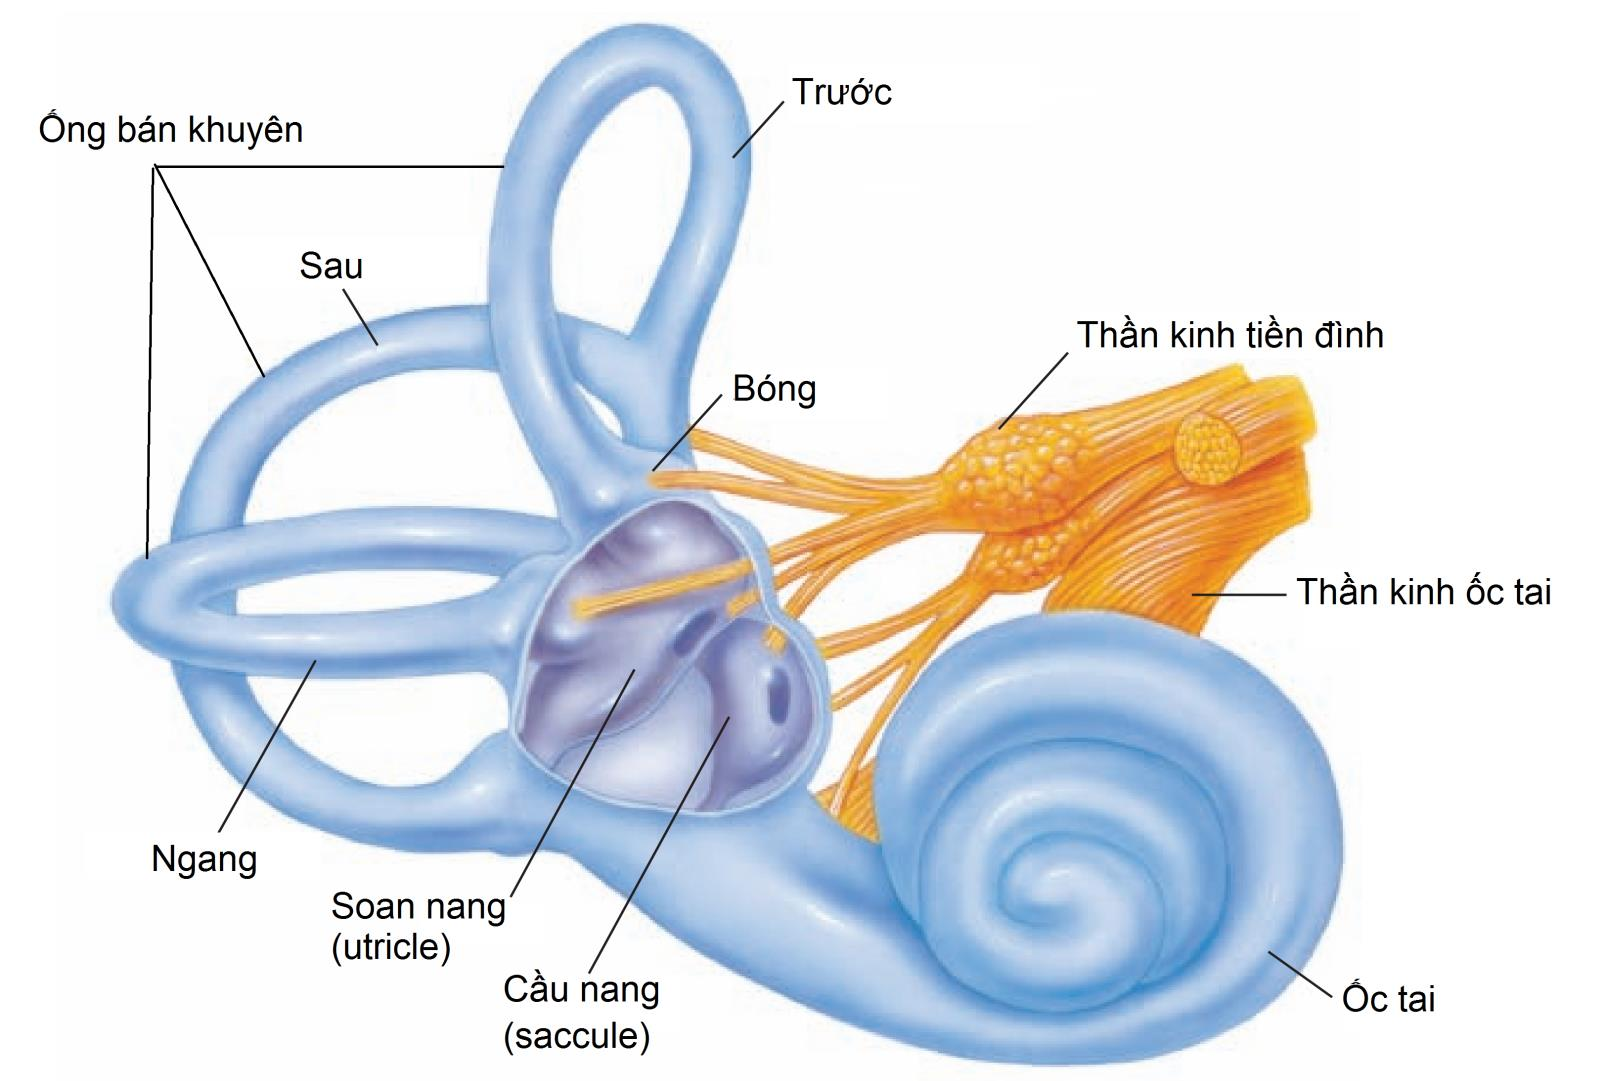 Trước
Ống bán khuyên
Sau
Thần kinh tiền đình
Bóng
Thần kinh ốc tai
Ngang
Soan nang
(utricle)
Cầu nang
(saccule)
Ốc tai